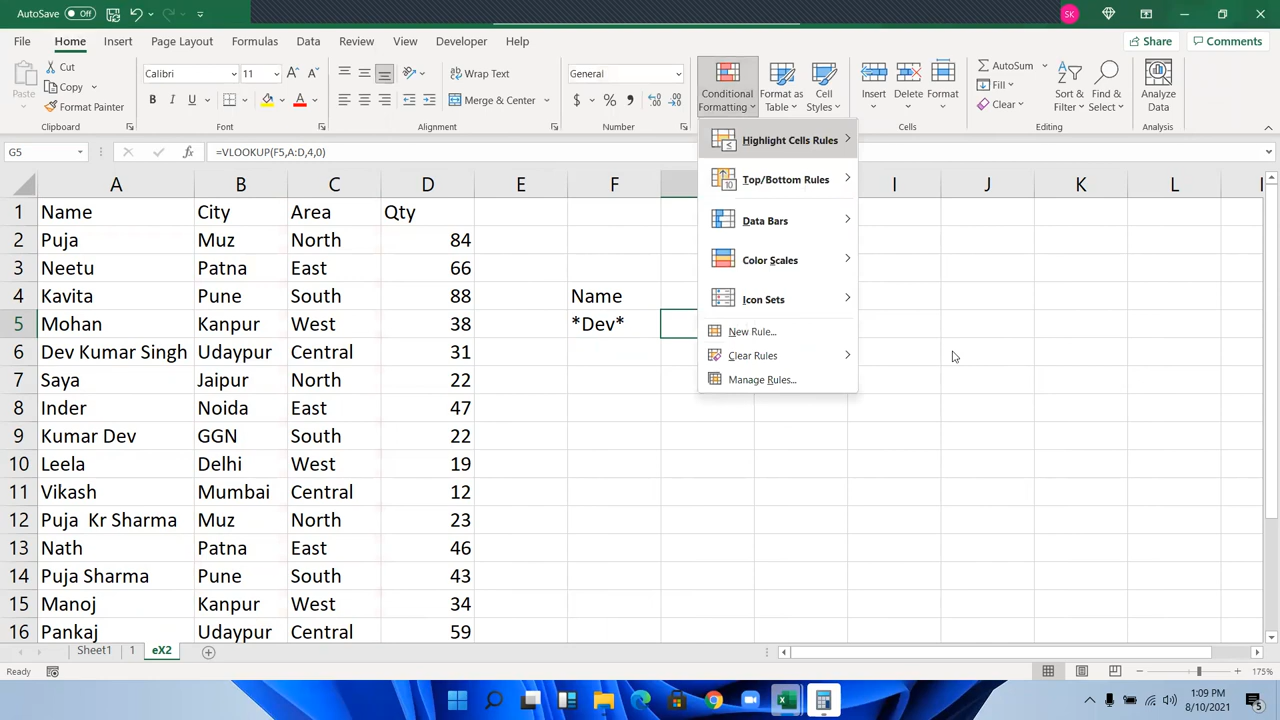 AutoSave Off SK
File Home Insert Page Layout Formulas Data Review View Developer Help Share Comments
Paste Cut Copy Format Painter Clipboard
Calibri 11 B I U A Font
Wrap Text Merge & Center Alignment
General $ % Number
Conditional Formatting Format as Table Cell Styles
Insert Delete Format Cells
AutoSum Fill Clear Sort & Filter Find & Select Editing
Analyze Data Analysis
G5 fx =VLOOKUP(F5,A:D,4,0)
Highlight Cells Rules
Top/Bottom Rules
Data Bars
Color Scales
Icon Sets
New Rule...
Clear Rules
Manage Rules...
A B C D E F I J K L
1 Name City Area Qty
2 Puja Muz North 84
3 Neetu Patna East 66
4 Kavita Pune South 88 Name
5 Mohan Kanpur West 38 *Dev*
6 Dev Kumar Singh Udaypur Central 31
7 Saya Jaipur North 22
8 Inder Noida East 47
9 Kumar Dev GGN South 22
10 Leela Delhi West 19
11 Vikash Mumbai Central 12
12 Puja  Kr Sharma Muz North 23
13 Nath Patna East 46
14 Puja Sharma Pune South 43
15 Manoj Kanpur West 34
16 Pankaj Udaypur Central 59
Sheet1 1 eX2
Ready 175%
1:09 PM
8/10/2021
5